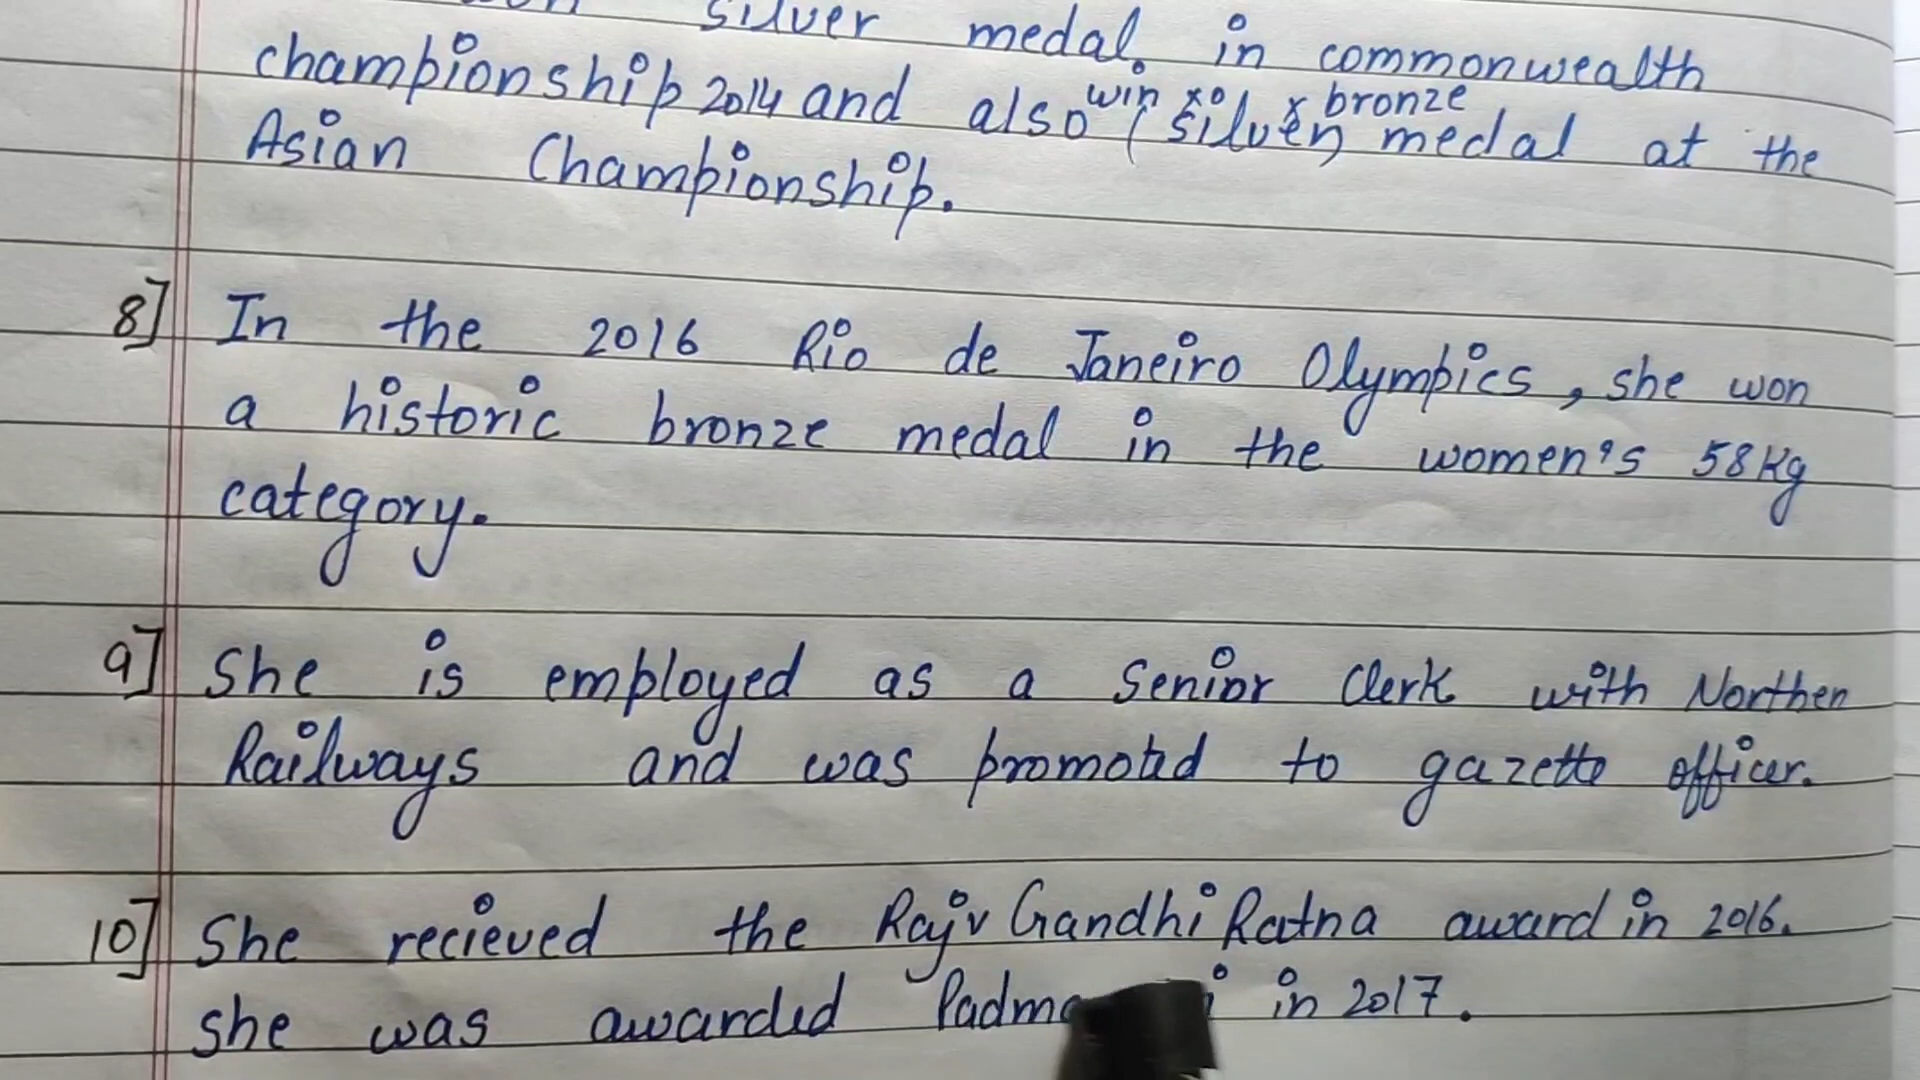 silver medal in commonwealth
championship 2014 and also win (silver) bronze medal at the
Asian Championship.
8] In the 2016 Rio de Janeiro Olympics, she won
a historic bronze medal in the women's 58kg
category.
9] She is employed as a Senior Clerk with Northen
Railways and was promoted to gazette officer.
10] She recieved the Rajiv Gandhi Ratna award in 2016.
she was awarded in 2017.